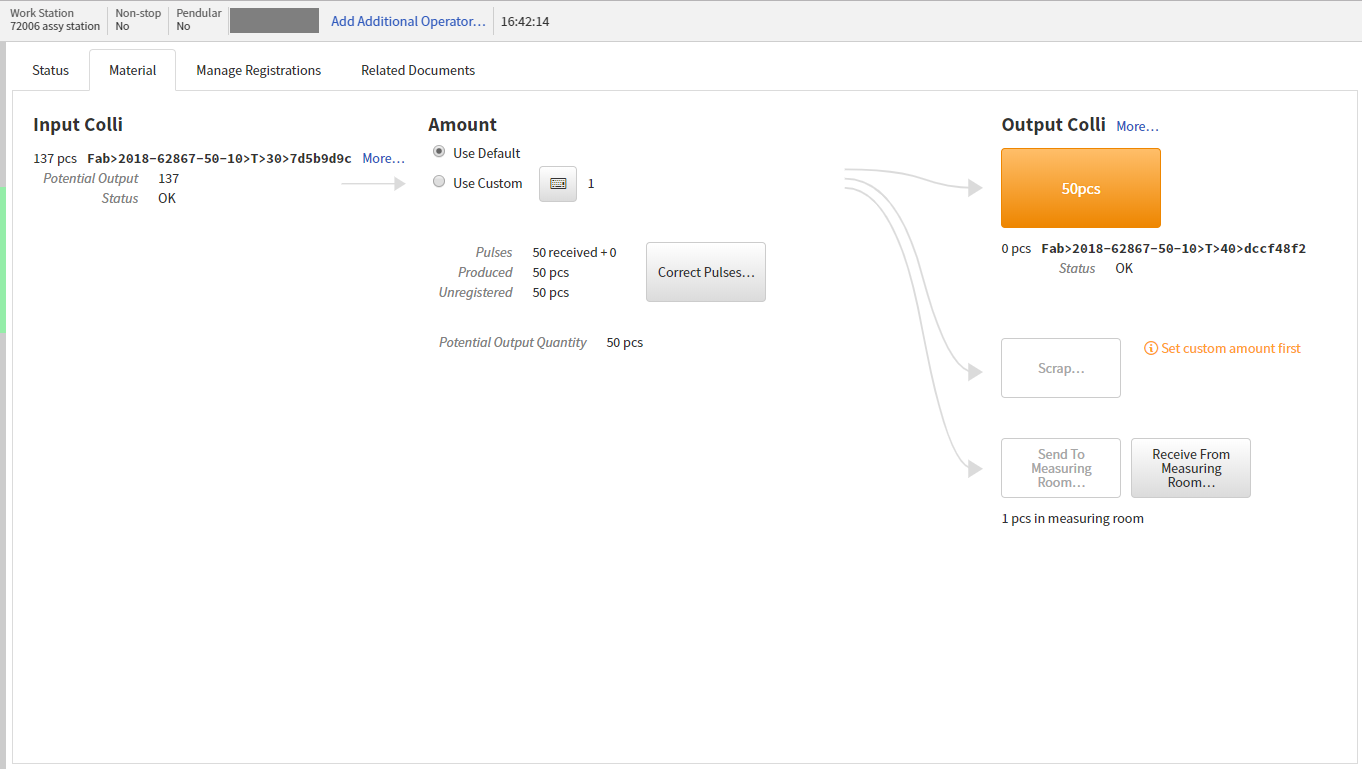 Work Station
72006 assy station
Non-stop
No
Pendular
No
Add Additional Operator…
16:42:14
Status
Material
Manage Registrations
Related Documents
Input Colli
137 pcs Fab>2018-62867-50-10>T>30>7d5b9d9c More…
Potential Output 137
Status OK
Amount
Use Default
Use Custom 1
Pulses 50 received + 0
Produced 50 pcs
Unregistered 50 pcs
Correct Pulses…
Potential Output Quantity 50 pcs
Output Colli More…
50pcs
0 pcs Fab>2018-62867-50-10>T>40>dccf48f2
Status OK
Scrap…
Set custom amount first
Send To
Measuring
Room…
Receive From
Measuring
Room…
1 pcs in measuring room